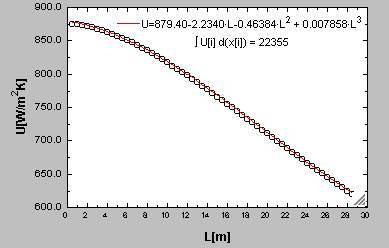 900.0
U=879.40-2.2340·L-0.46384·L² + 0.007858·L³
∫U[i] d(x[i]) = 22355
850.0
800.0
750.0
700.0
650.0
600.0
U[W/m²K]
0 2 4 6 8 10 12 14 16 18 20 22 24 26 28 30
L[m]